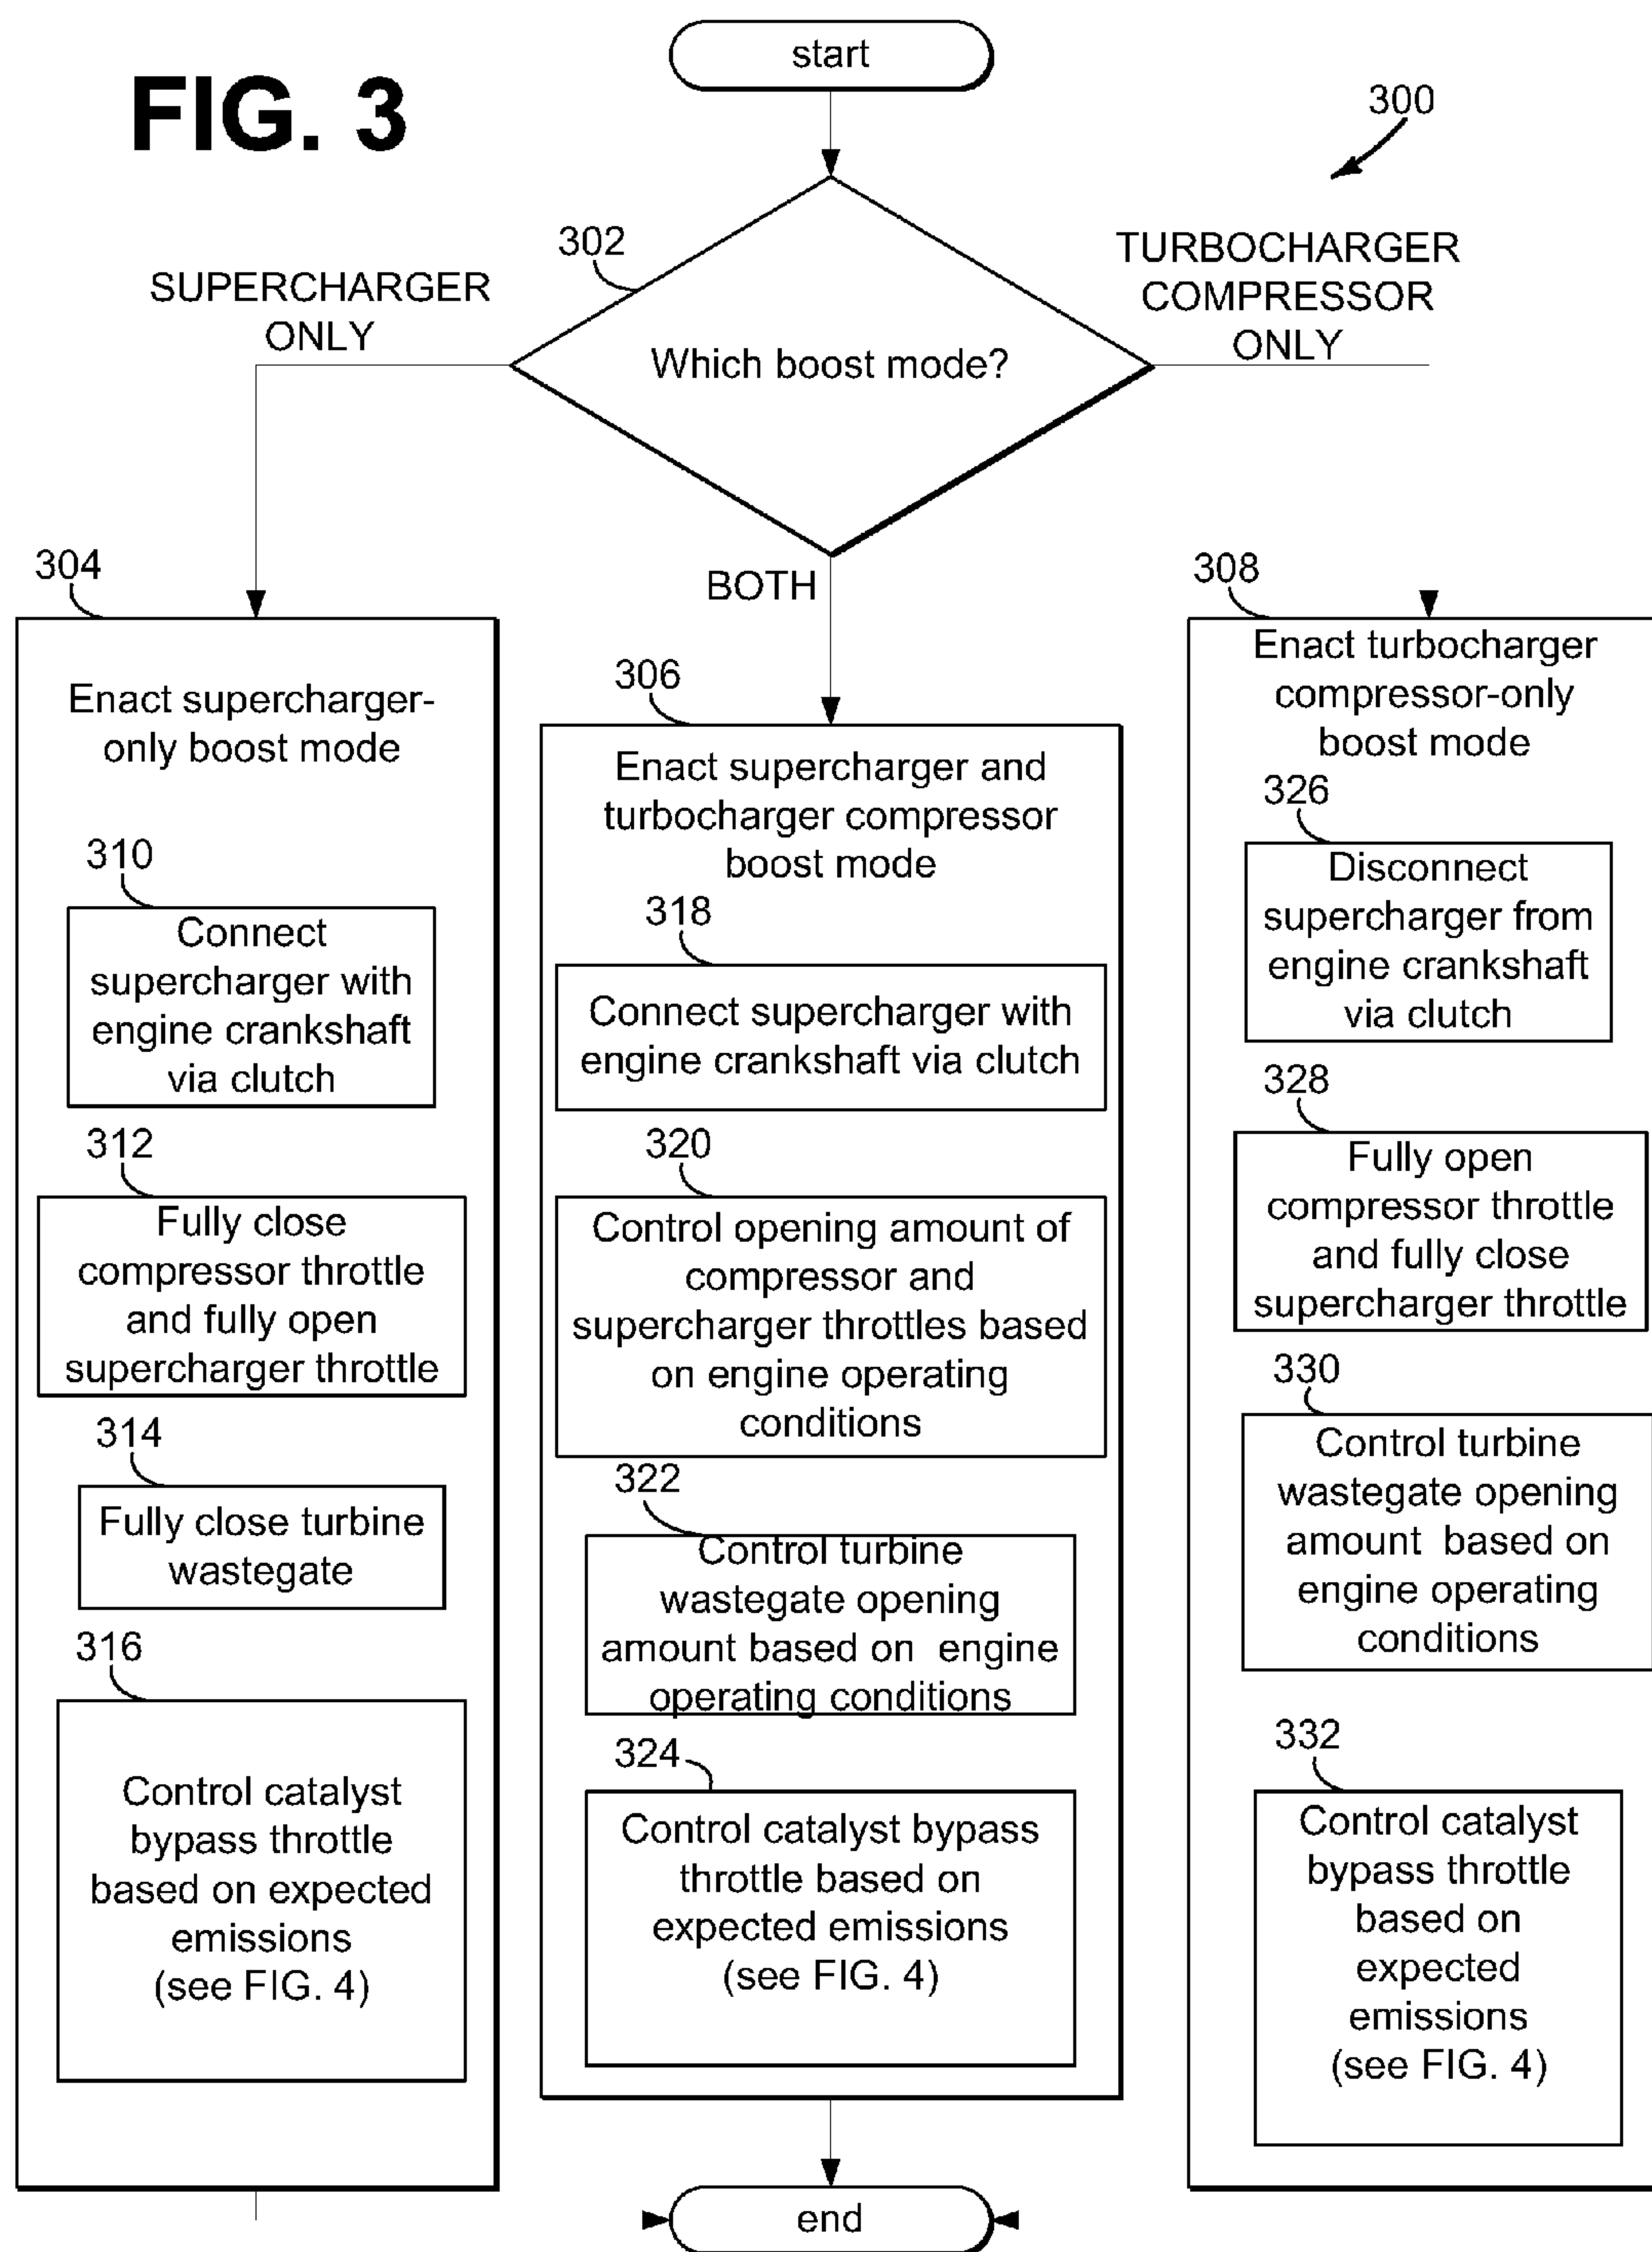 FIG. 3
start
300
302
SUPERCHARGER
ONLY
Which boost mode?
TURBOCHARGER
COMPRESSOR
ONLY
BOTH
304
Enact supercharger-
only boost mode
310
Connect
supercharger with
engine crankshaft
via clutch
312
Fully close
compressor throttle
and fully open
supercharger throttle
314
Fully close turbine
wastegate
316
Control catalyst
bypass throttle
based on expected
emissions
(see FIG. 4)
306
Enact supercharger and
turbocharger compressor
boost mode
318
Connect supercharger with
engine crankshaft via clutch
320
Control opening amount of
compressor and
supercharger throttles based
on engine operating
conditions
322
Control turbine
wastegate opening
amount based on engine
operating conditions
324
Control catalyst bypass
throttle based on
expected emissions
(see FIG. 4)
308
Enact turbocharger
compressor-only
boost mode
326
Disconnect
supercharger from
engine crankshaft
via clutch
328
Fully open
compressor throttle
and fully close
supercharger throttle
330
Control turbine
wastegate opening
amount based on
engine operating
conditions
332
Control catalyst
bypass throttle
based on
expected
emissions
(see FIG. 4)
end